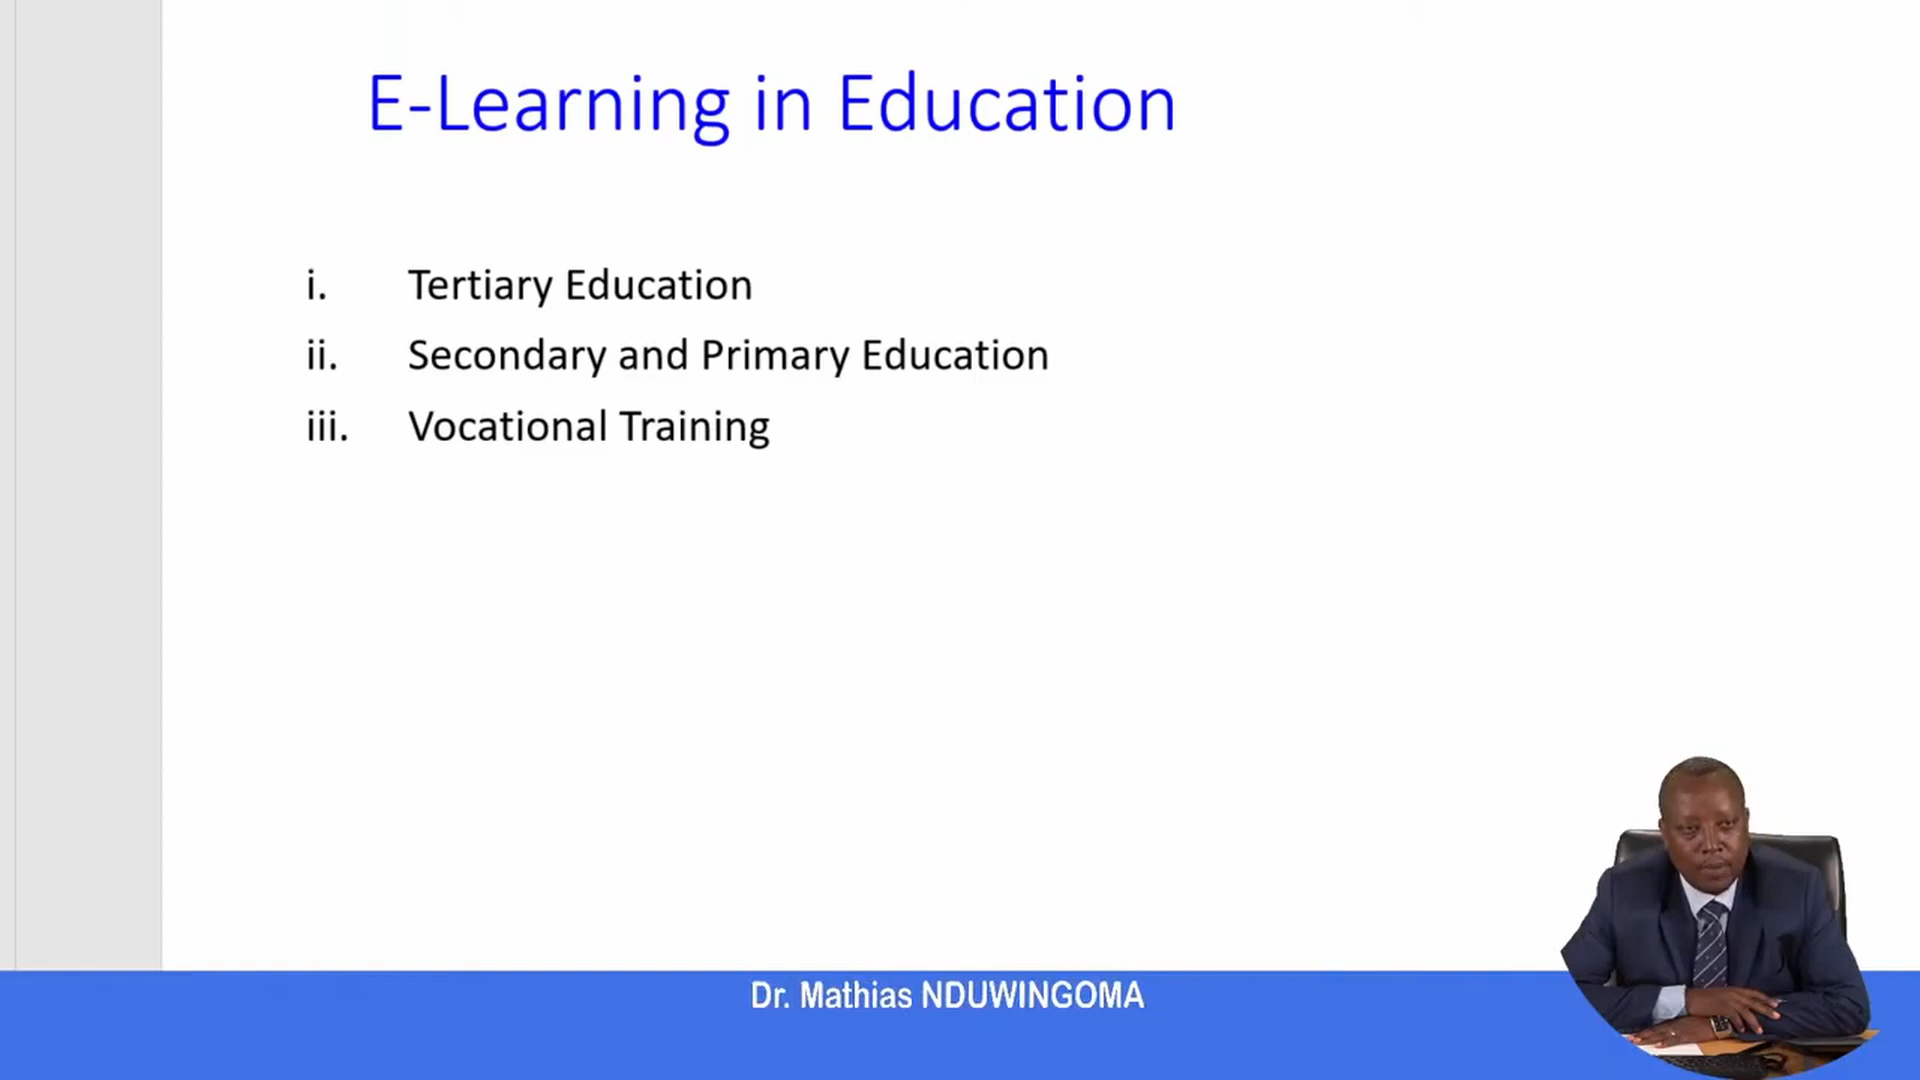 E-Learning in Education
i. Tertiary Education
ii. Secondary and Primary Education
iii. Vocational Training
Dr. Mathias NDUWINGOMA